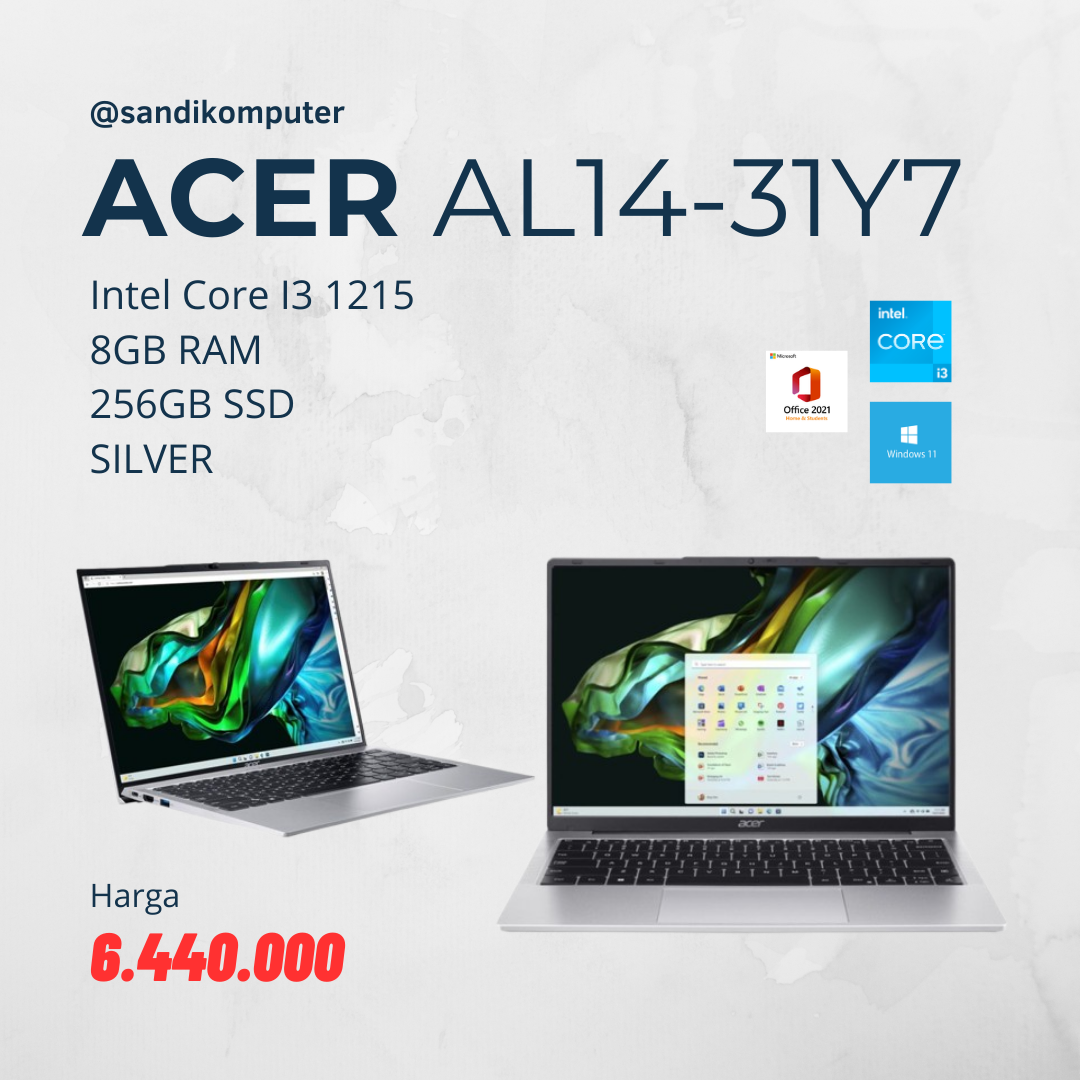 @sandikomputer
ACER AL14-31Y7
Intel Core I3 1215
8GB RAM
256GB SSD
SILVER
intel.
CORE
i3
Microsoft
Office 2021
Home & Students
Windows 11
acer
acer
Harga
6.440.000